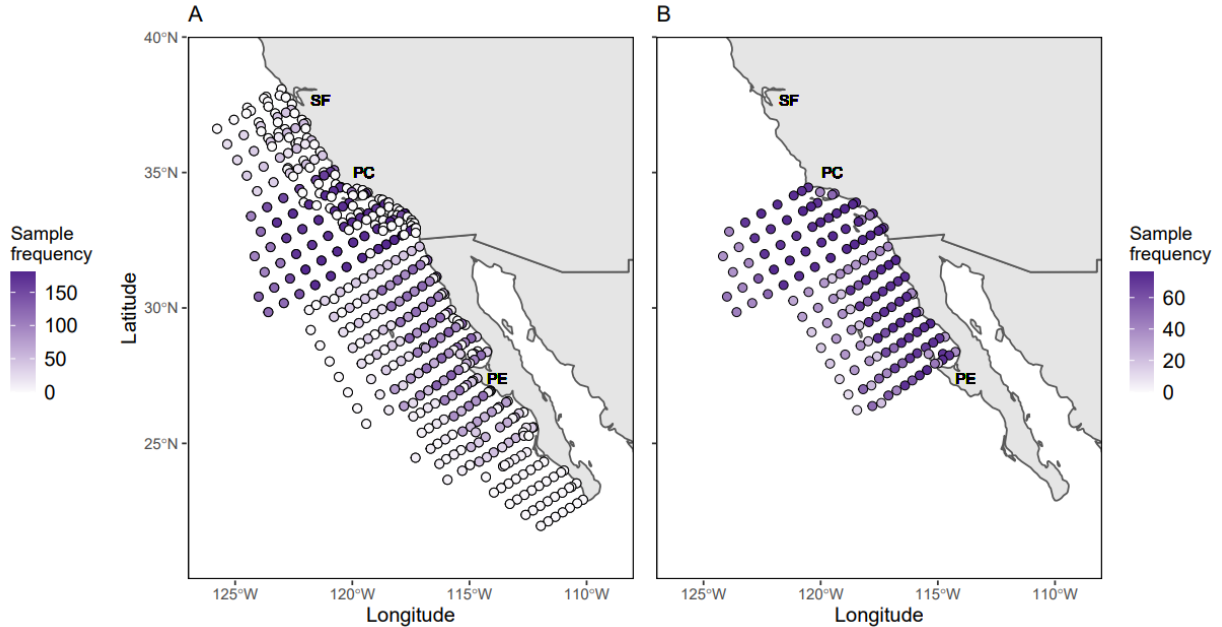 A
B
40°N
35°N
30°N
25°N
Latitude
SF
PC
PE
SF
PC
PE
Sample
frequency
150
100
50
0
Sample
frequency
60
40
20
0
125°W
120°W
115°W
110°W
125°W
120°W
115°W
110°W
Longitude
Longitude